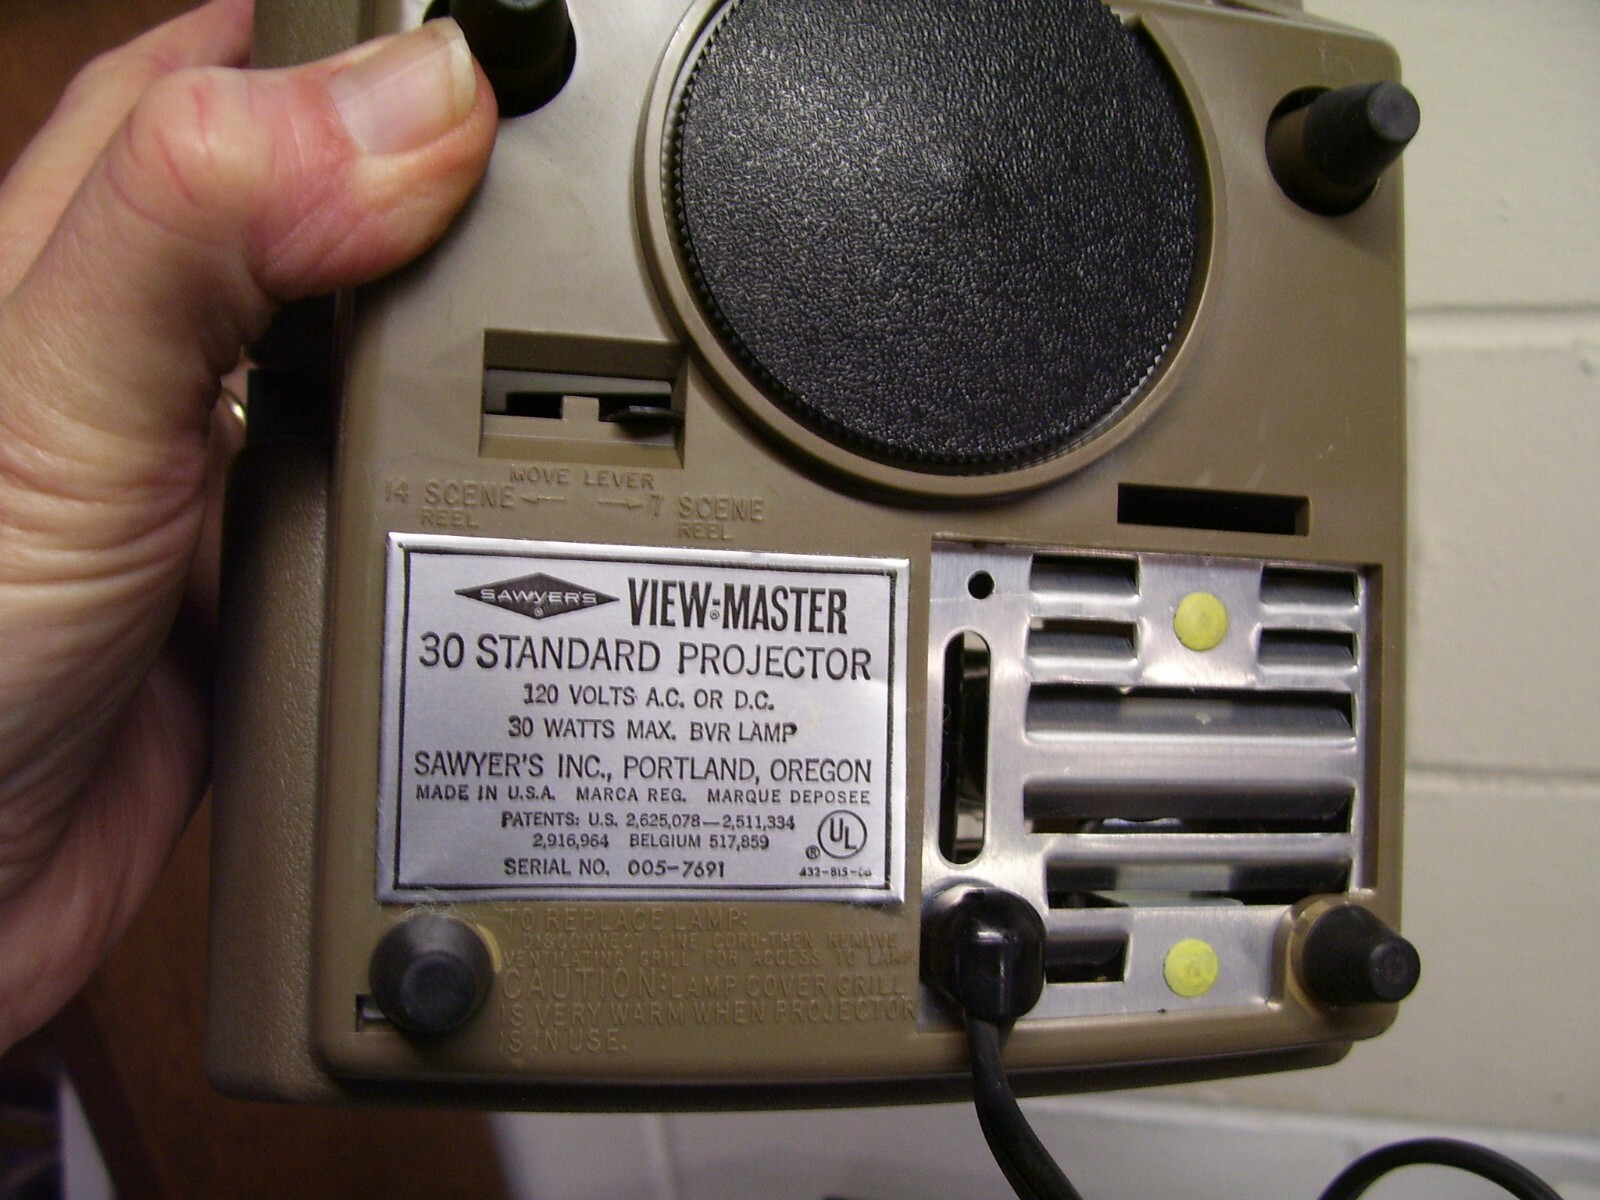 MOVE LEVER
14 SCENE REEL
7 SCENE REEL
SAWYER'S ®
VIEW-MASTER ®
30 STANDARD PROJECTOR
120 VOLTS A.C. OR D.C.
30 WATTS MAX. BVR LAMP
SAWYER'S INC., PORTLAND, OREGON
MADE IN U.S.A. MARCA REG. MARQUE DEPOSEE
PATENTS: U.S. 2,625,078—2,511,334
2,916,964 BELGIUM 517,859
UL ®
SERIAL NO. 005-7691
TO REPLACE LAMP:
DISCONNECT LINE CORD-THEN REMOVE
VENTILATING GRILL FOR ACCESS TO LAMP
CAUTION: LAMP COVER GRILL
IS VERY WARM WHEN PROJECTOR
IS IN USE.